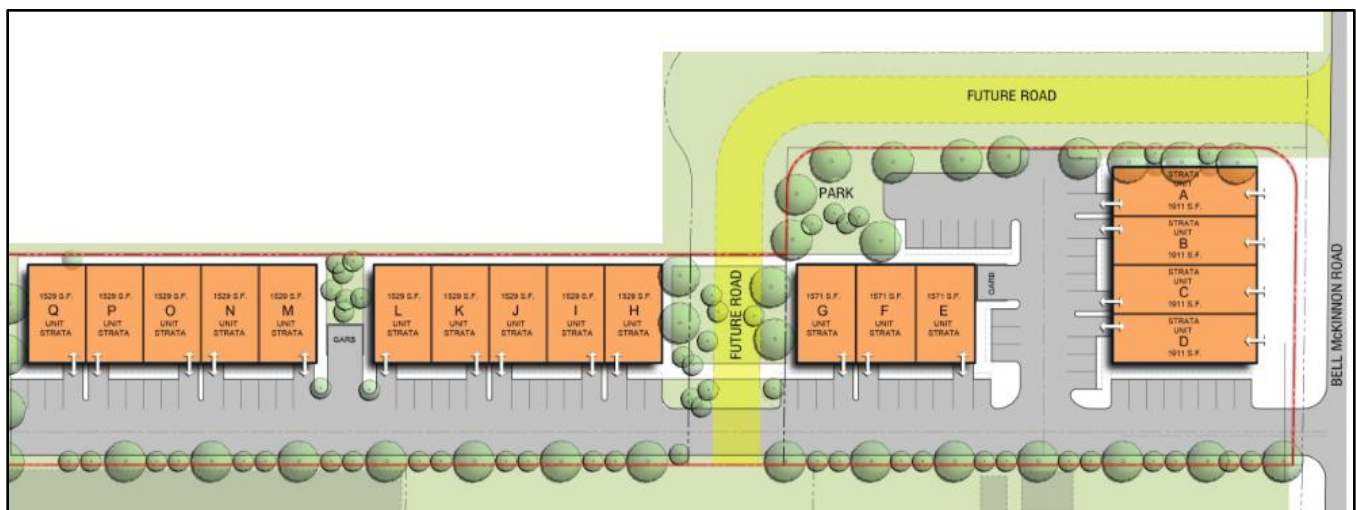 FUTURE ROAD
PARK
STRATA
UNIT
A
1911 S.F.
STRATA
UNIT
B
1911 S.F.
STRATA
UNIT
C
1911 S.F.
STRATA
UNIT
D
1911 S.F.
BELL McKINNON ROAD
1529 S.F.
Q
UNIT
STRATA
1529 S.F.
P
UNIT
STRATA
1529 S.F.
O
UNIT
STRATA
1529 S.F.
N
UNIT
STRATA
1529 S.F.
M
UNIT
STRATA
GARB
1529 S.F.
L
UNIT
STRATA
1529 S.F.
K
UNIT
STRATA
1529 S.F.
J
UNIT
STRATA
1529 S.F.
I
UNIT
STRATA
1529 S.F.
H
UNIT
STRATA
FUTURE ROAD
1571 S.F.
G
UNIT
STRATA
1571 S.F.
F
UNIT
STRATA
1571 S.F.
E
UNIT
STRATA
GARB